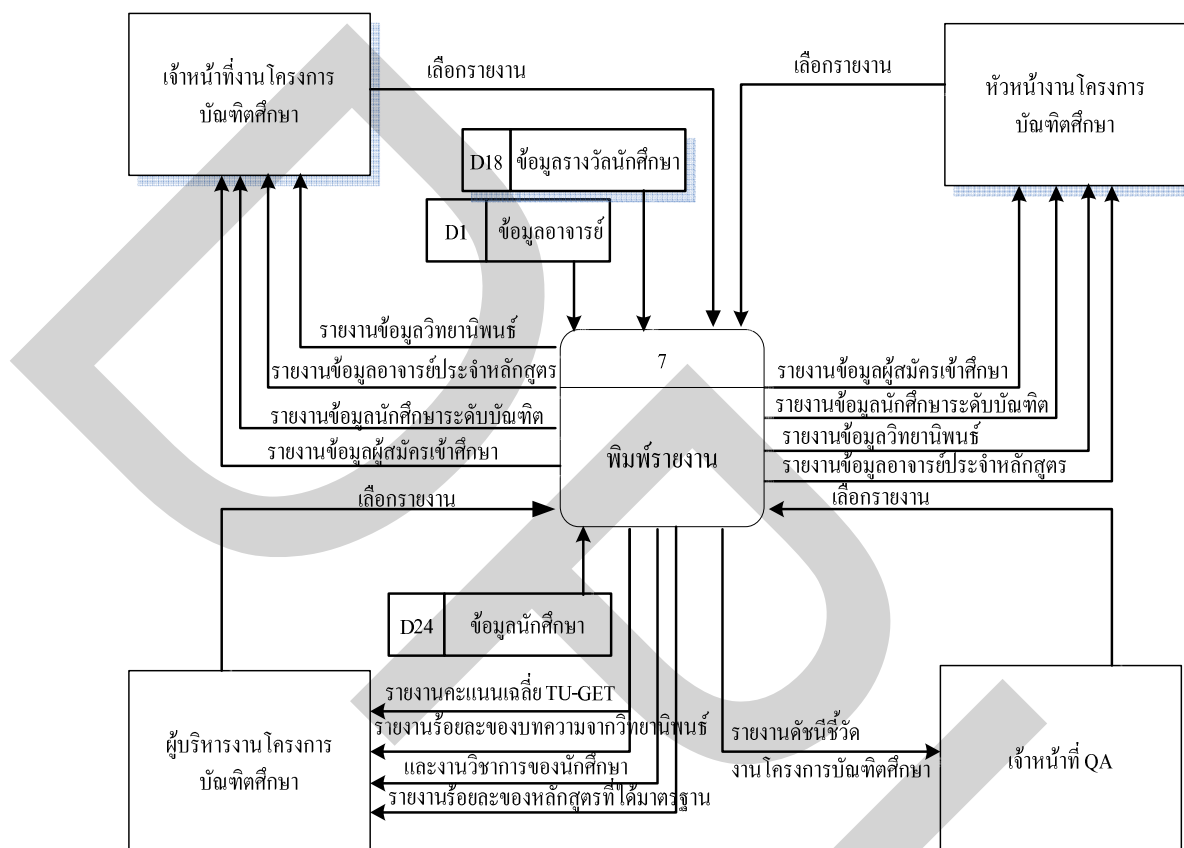 เจ้าหน้าที่งานโครงการ
บัณฑิตศึกษา
เลือกรายงาน
เลือกรายงาน
หัวหน้างานโครงการ
บัณฑิตศึกษา
D18 ข้อมูลรางวัลนักศึกษา
D1 ข้อมูลอาจารย์
รายงานข้อมูลวิทยานิพนธ์
รายงานข้อมูลอาจารย์ประจำหลักสูตร
รายงานข้อมูลนักศึกษาระดับบัณฑิต
รายงานข้อมูลผู้สมัครเข้าศึกษา
7
พิมพ์รายงาน
รายงานข้อมูลผู้สมัครเข้าศึกษา
รายงานข้อมูลนักศึกษาระดับบัณฑิต
รายงานข้อมูลวิทยานิพนธ์
รายงานข้อมูลอาจารย์ประจำหลักสูตร
เลือกรายงาน
เลือกรายงาน
D24 ข้อมูลนักศึกษา
ผู้บริหารงานโครงการ
บัณฑิตศึกษา
รายงานคะแนนเฉลี่ย TU-GET
รายงานร้อยละของบทความจากวิทยานิพนธ์
และงานวิชาการของนักศึกษา
รายงานร้อยละของหลักสูตรที่ได้มาตรฐาน
รายงานดัชนีชี้วัด
งานโครงการบัณฑิตศึกษา
เจ้าหน้าที่ QA